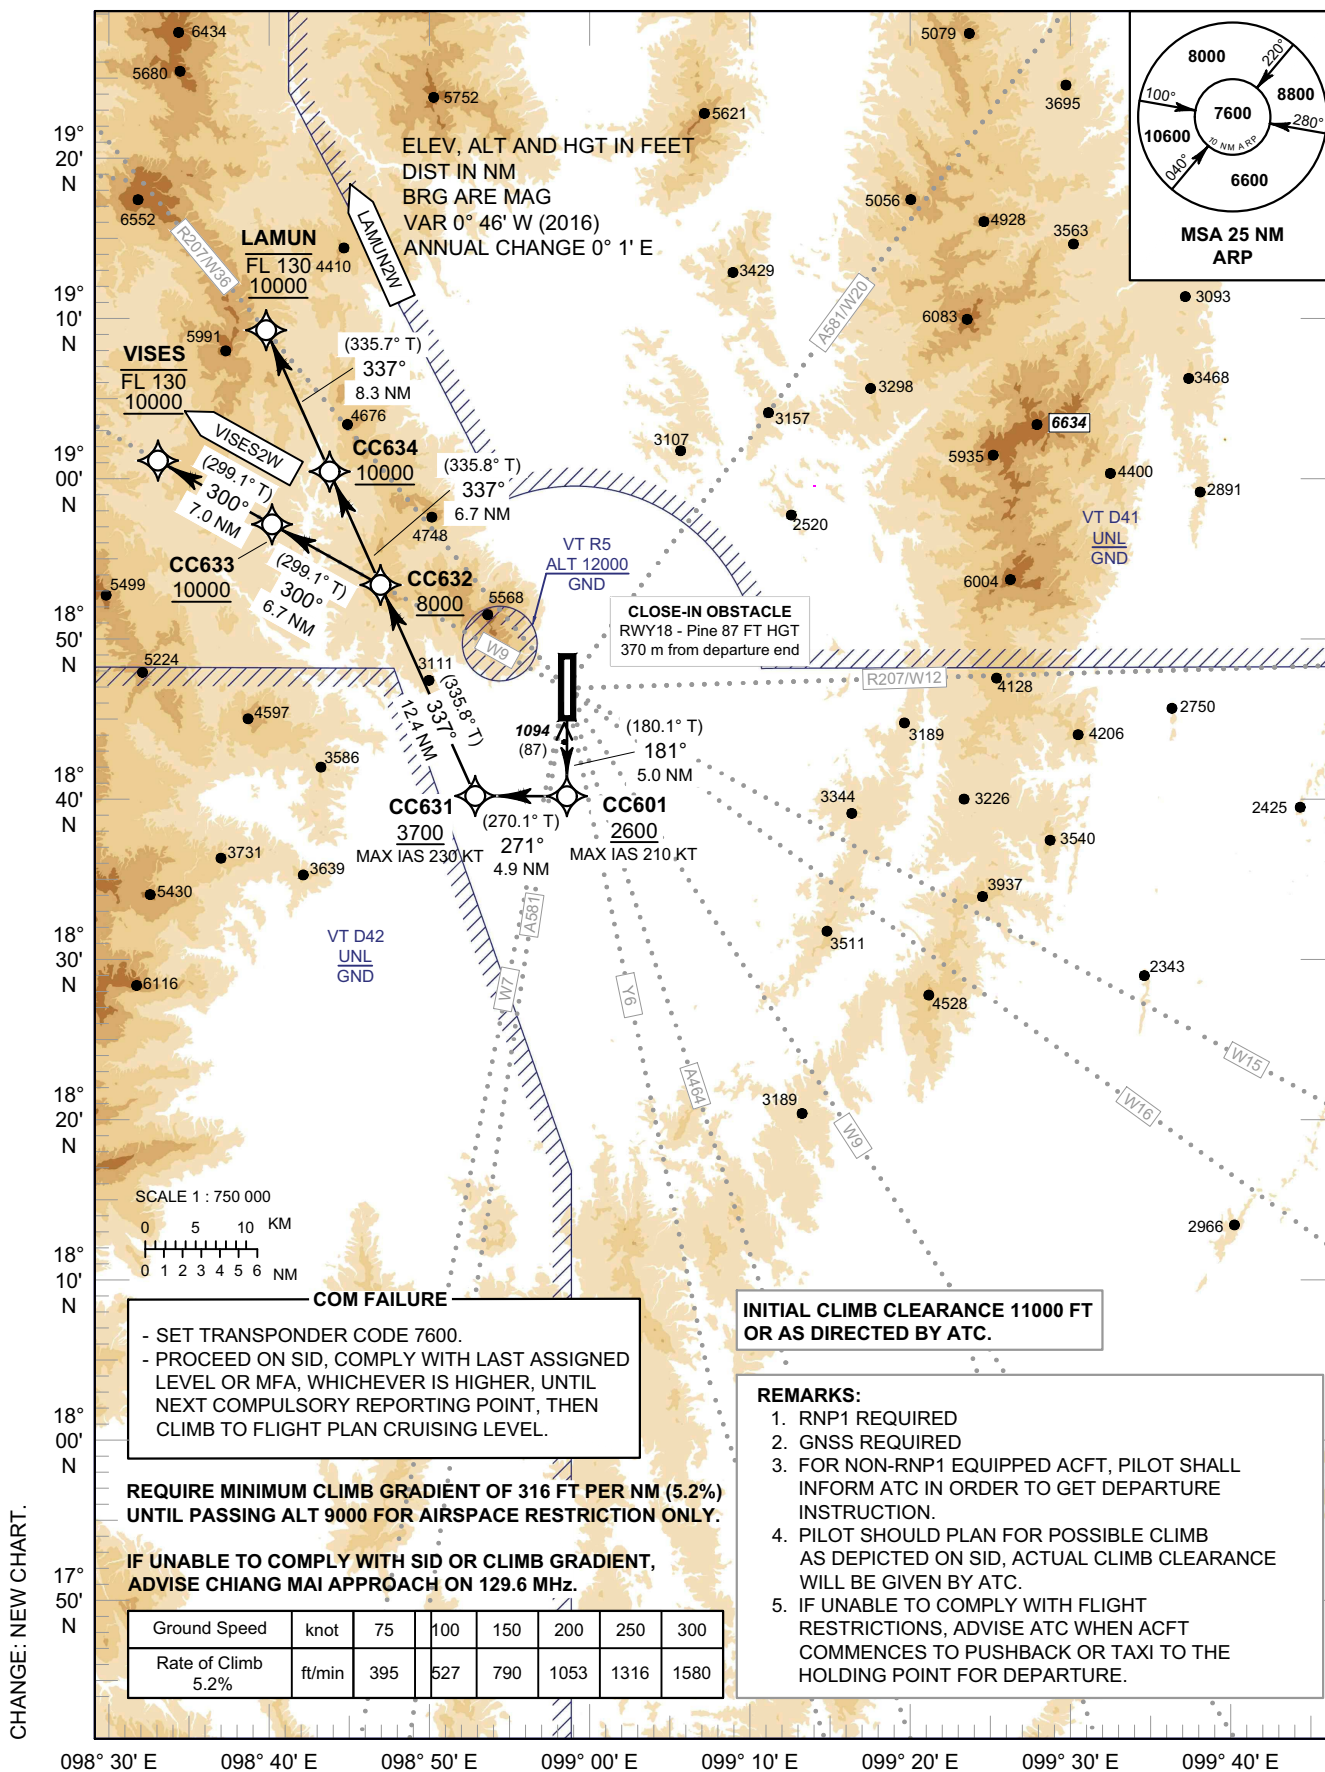 6434
5680
5752
5621
5079
3695
6552
4410
5056
4928
3563
3429
3093
6083
5991
3298
3468
3157
4676
3107
6634
5935
4400
2891
2520
4748
6004
5499
5568
5224
3111
4128
2750
4597
3189
4206
3586
3344
3226
2425
3731
3639
3540
5430
3937
3511
6116
2343
4528
3189
2966
ELEV, ALT AND HGT IN FEET
DIST IN NM
BRG ARE MAG
VAR 0° 46' W (2016)
ANNUAL CHANGE 0° 1' E
8000
220°
100°
7600
8800
10 NM ARP
280°
10600
040°
6600
MSA 25 NM
ARP
19°
20'
N
19°
10'
N
19°
00'
N
18°
50'
N
18°
40'
N
18°
30'
N
18°
20'
N
18°
10'
N
18°
00'
N
17°
50'
N
R207/W36
LAMUN
FL 130
10000
LAMUN2W
A581/W20
VISES
FL 130
10000
VISES2W
(335.7° T)
337°
8.3 NM
CC634
10000
(335.8° T)
337°
6.7 NM
(299.1° T)
300°
7.0 NM
CC633
10000
(299.1° T)
300°
6.7 NM
CC632
8000
VT R5
ALT 12000
GND
VT D41
UNL
GND
W9
CLOSE-IN OBSTACLE
RWY18 - Pine 87 FT HGT
370 m from departure end
R207/W12
(335.8° T)
337°
12.4 NM
1094
(87)
(180.1° T)
181°
5.0 NM
CC631
3700
MAX IAS 230 KT
(270.1° T)
271°
4.9 NM
CC601
2600
MAX IAS 210 KT
A581
W7
Y6
A464
W9
W15
W16
VT D42
UNL
GND
SCALE 1 : 750 000
0 5 10 KM
0 1 2 3 4 5 6 NM
COM FAILURE
- SET TRANSPONDER CODE 7600.
- PROCEED ON SID, COMPLY WITH LAST ASSIGNED
LEVEL OR MFA, WHICHEVER IS HIGHER, UNTIL
NEXT COMPULSORY REPORTING POINT, THEN
CLIMB TO FLIGHT PLAN CRUISING LEVEL.
REQUIRE MINIMUM CLIMB GRADIENT OF 316 FT PER NM (5.2%)
UNTIL PASSING ALT 9000 FOR AIRSPACE RESTRICTION ONLY.
IF UNABLE TO COMPLY WITH SID OR CLIMB GRADIENT,
ADVISE CHIANG MAI APPROACH ON 129.6 MHz.
Ground Speed knot 75 100 150 200 250 300
Rate of Climb
5.2% ft/min 395 527 790 1053 1316 1580
INITIAL CLIMB CLEARANCE 11000 FT
OR AS DIRECTED BY ATC.
REMARKS:
1. RNP1 REQUIRED
2. GNSS REQUIRED
3. FOR NON-RNP1 EQUIPPED ACFT, PILOT SHALL
INFORM ATC IN ORDER TO GET DEPARTURE
INSTRUCTION.
4. PILOT SHOULD PLAN FOR POSSIBLE CLIMB
AS DEPICTED ON SID, ACTUAL CLIMB CLEARANCE
WILL BE GIVEN BY ATC.
5. IF UNABLE TO COMPLY WITH FLIGHT
RESTRICTIONS, ADVISE ATC WHEN ACFT
COMMENCES TO PUSHBACK OR TAXI TO THE
HOLDING POINT FOR DEPARTURE.
098° 30' E 098° 40' E 098° 50' E 099° 00' E 099° 10' E 099° 20' E 099° 30' E 099° 40' E
CHANGE: NEW CHART.